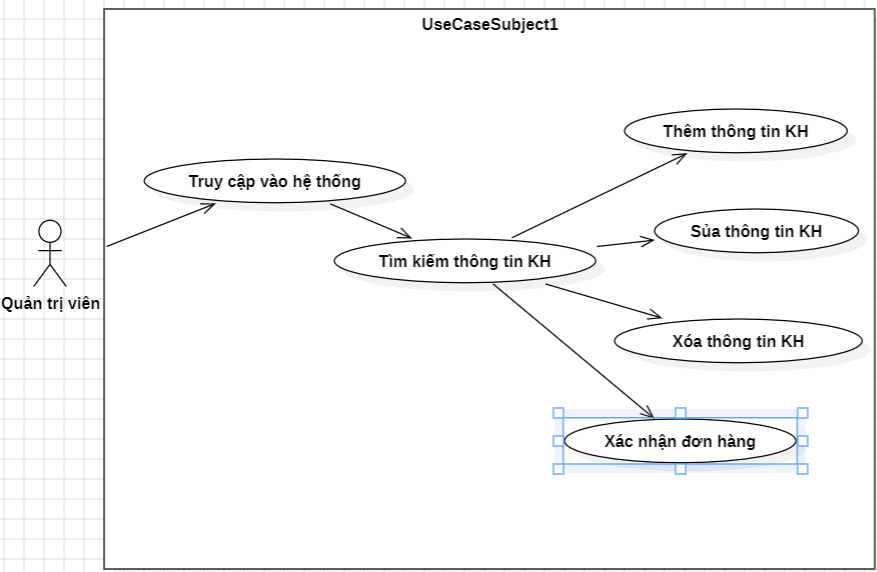 UseCaseSubject1
Thêm thông tin KH
Truy cập vào hệ thống
Sủa thông tin KH
Tìm kiếm thông tin KH
Quản trị viên
Xóa thông tin KH
Xác nhận đơn hàng